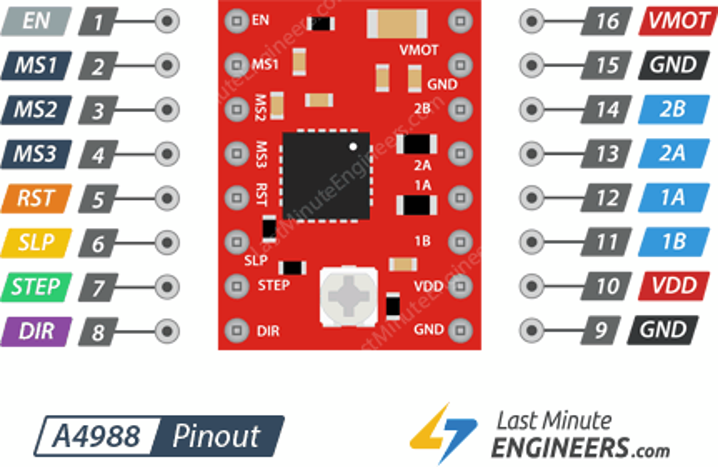 EN 1
MS1 2
MS2 3
MS3 4
RST 5
SLP 6
STEP 7
DIR 8
EN
MS1
MS2
MS3
RST
SLP
STEP
DIR
VMOT
GND
2B
2A
1A
1B
VDD
GND
LastMinuteEngineers.com
16 VMOT
15 GND
14 2B
13 2A
12 1A
11 1B
10 VDD
9 GND
A4988 Pinout
Last Minute
ENGINEERS.com